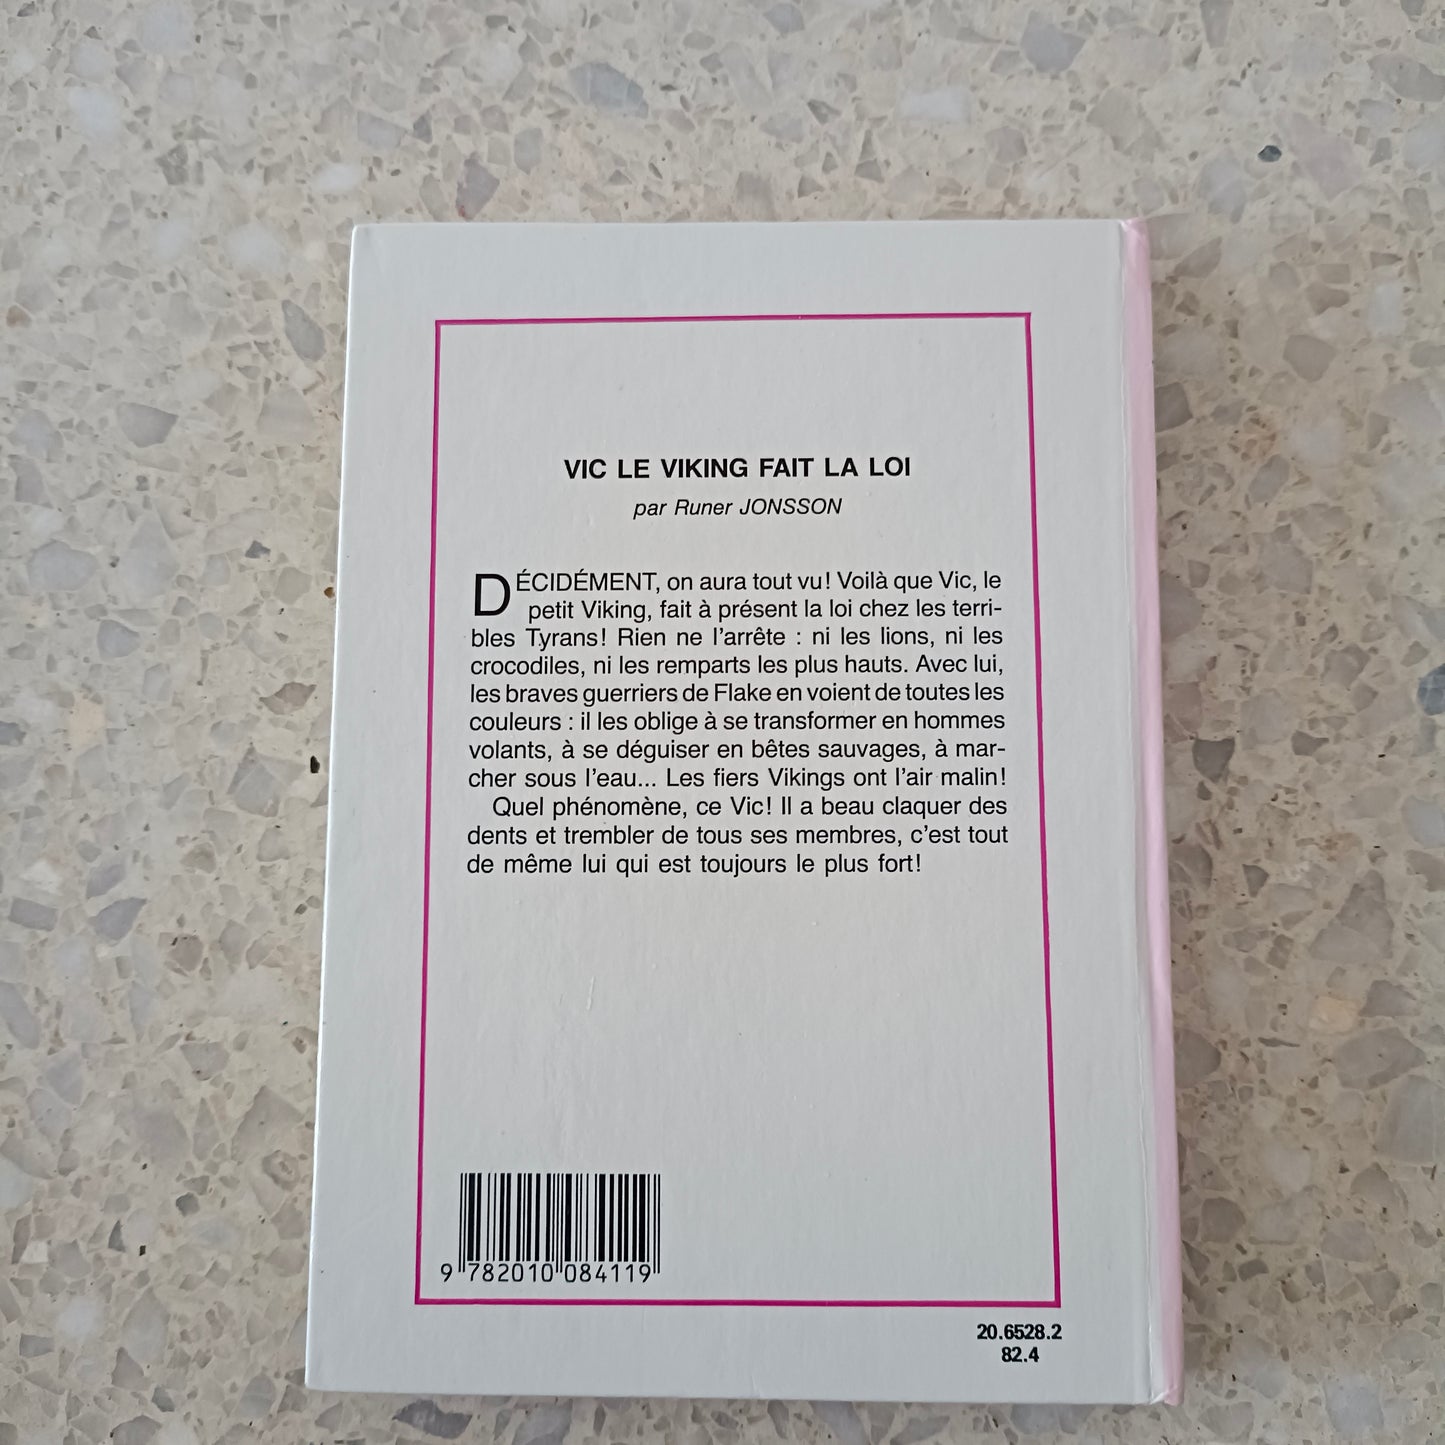 VIC LE VIKING FAIT LA LOI
par Runer JONSSON
DÉCIDÉMENT, on aura tout vu! Voilà que Vic, le
petit Viking, fait à présent la loi chez les terri-
bles Tyrans! Rien ne l'arrête : ni les lions, ni les
crocodiles, ni les remparts les plus hauts. Avec lui,
les braves guerriers de Flake en voient de toutes les
couleurs : il les oblige à se transformer en hommes
volants, à se déguiser en bêtes sauvages, à mar-
cher sous l'eau... Les fiers Vikings ont l'air malin!
Quel phénomène, ce Vic! Il a beau claquer des
dents et trembler de tous ses membres, c'est tout
de même lui qui est toujours le plus fort!
9 782010 084119
20.6528.2
82.4